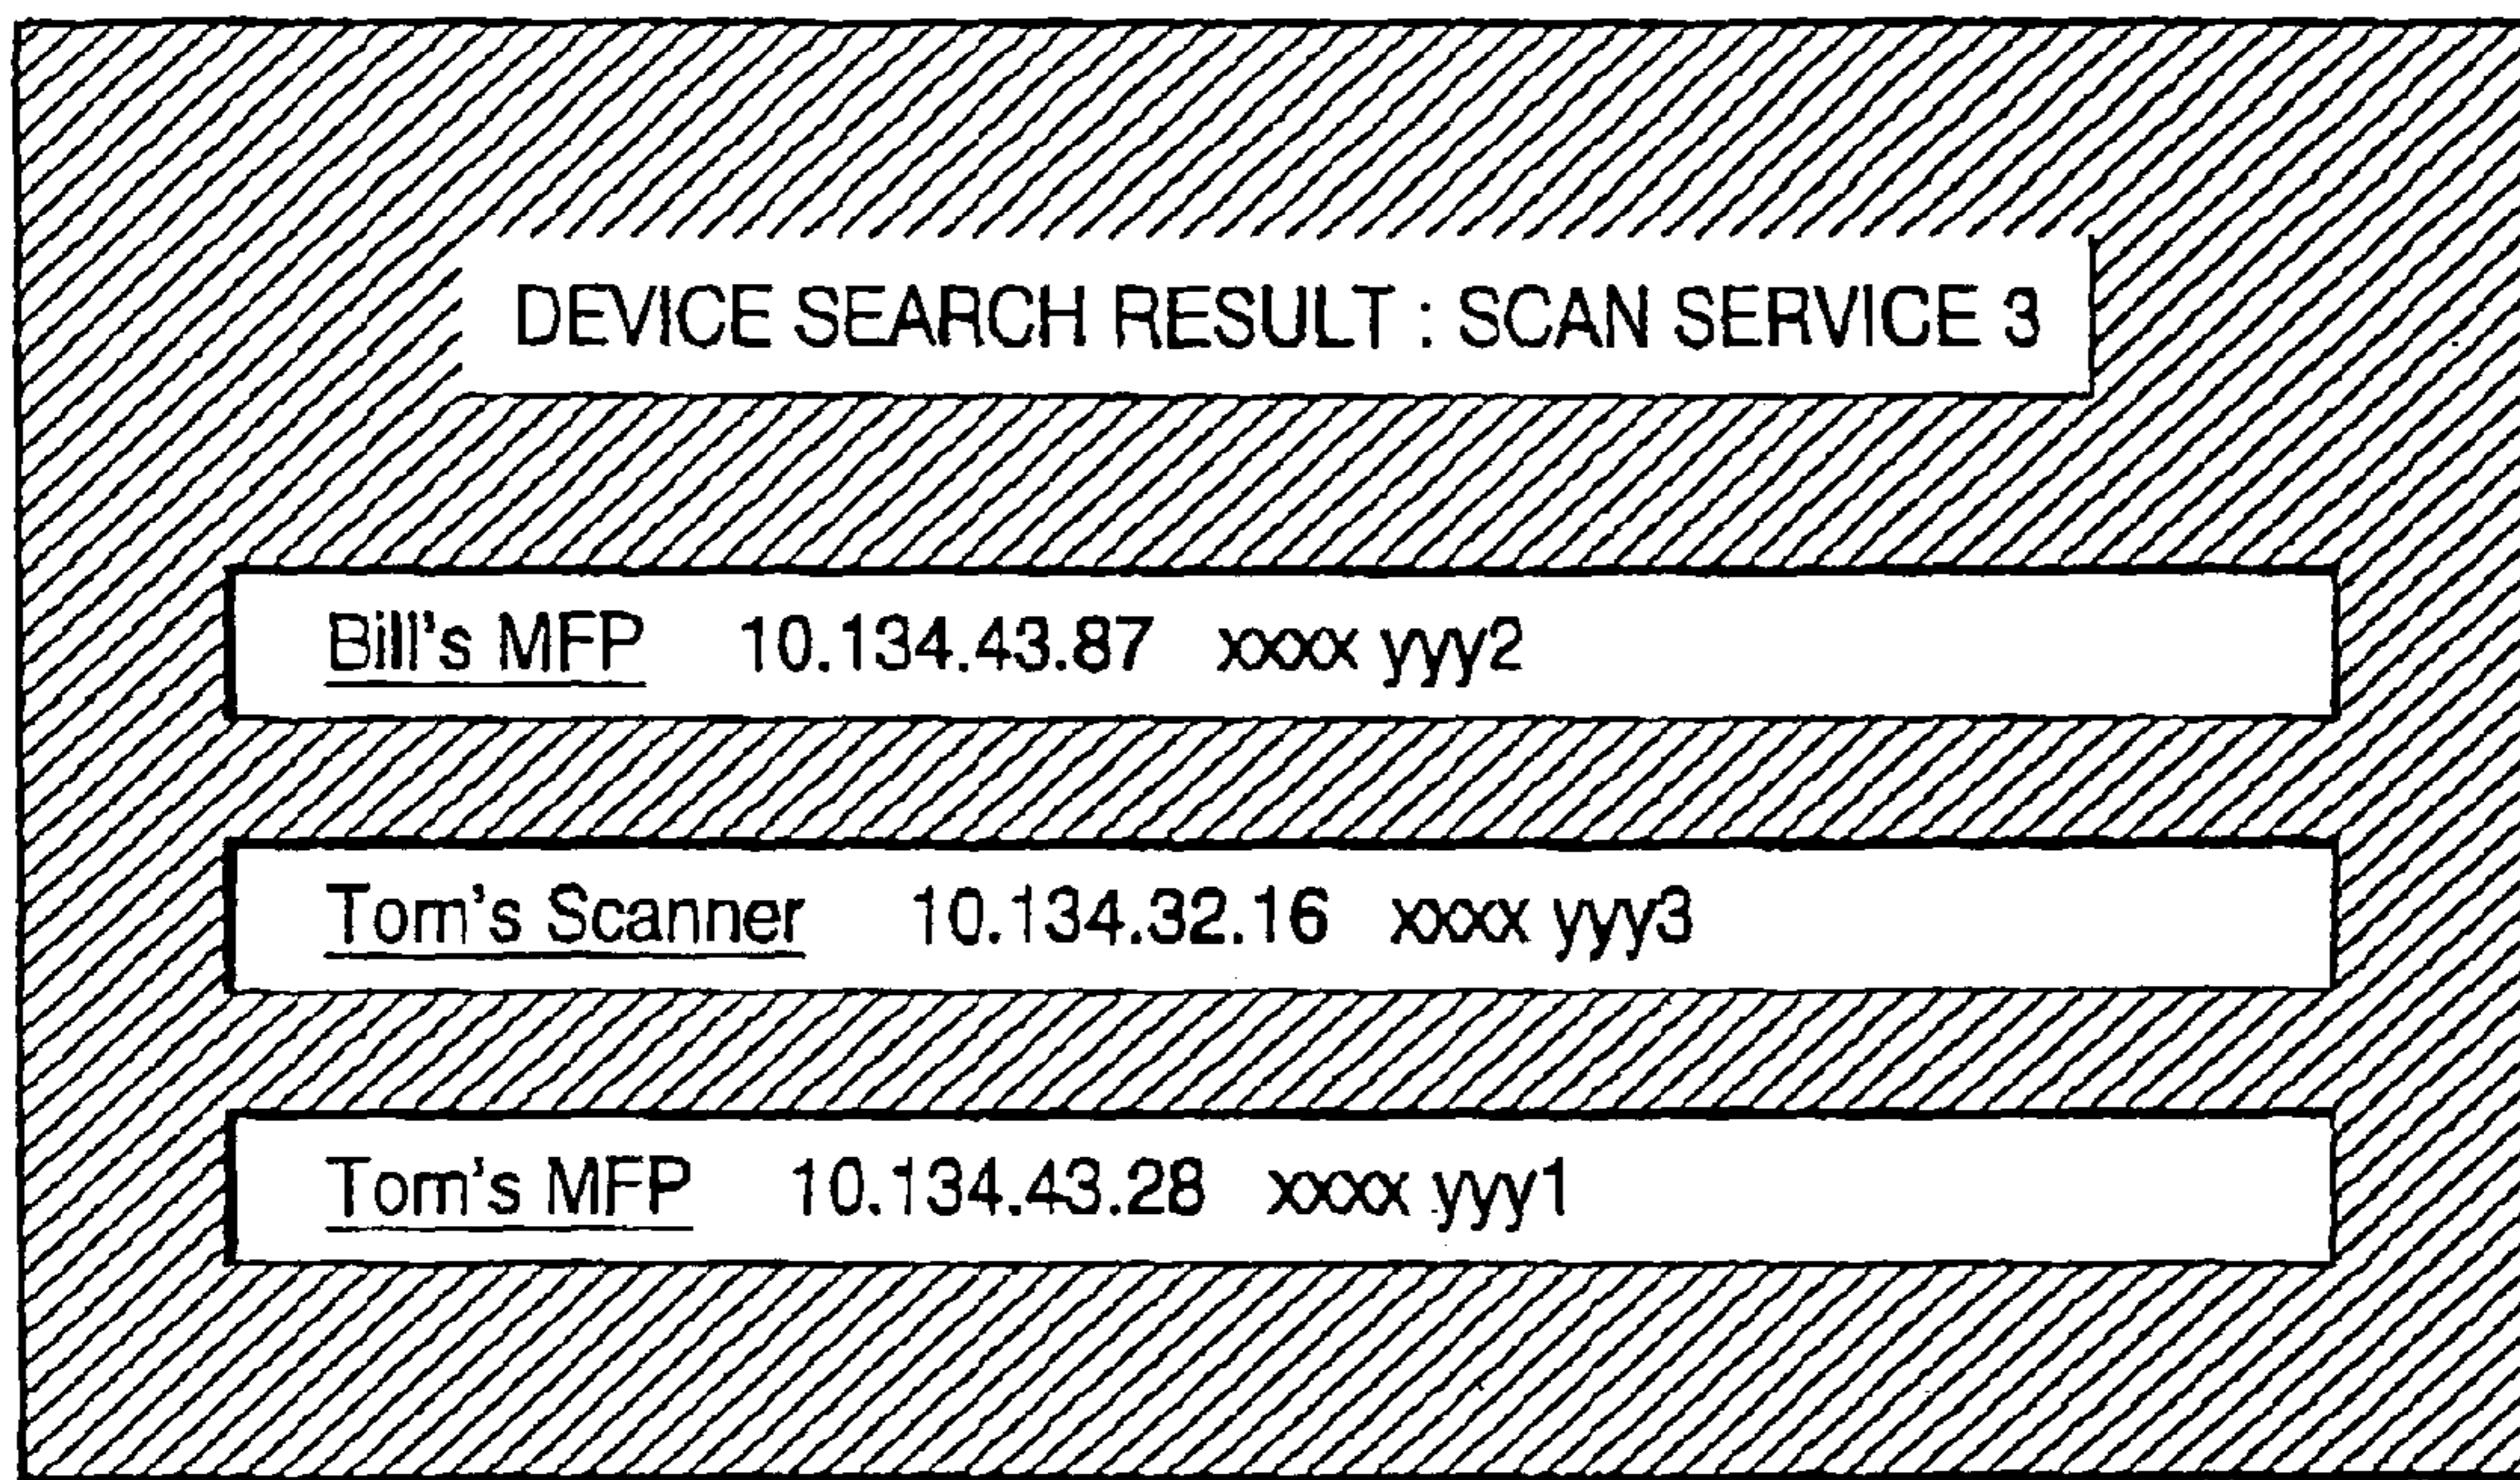 DEVICE SEARCH RESULT : SCAN SERVICE 3
Bill's MFP 10.134.43.87 xxxx yyy2
Tom's Scanner 10.134.32.16 xxxx yyy3
Tom's MFP 10.134.43.28 xxxx yyy1